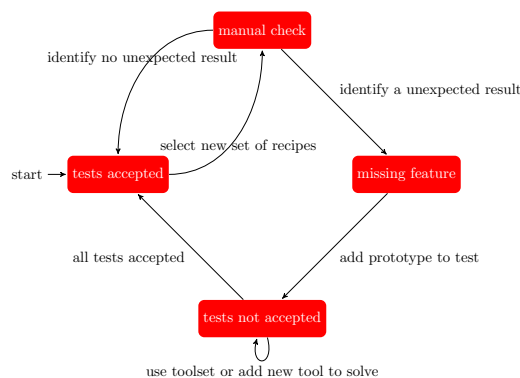 manual check
identify no unexpected result
identify a unexpected result
select new set of recipes
start
tests accepted
missing feature
all tests accepted
add prototype to test
tests not accepted
use toolset or add new tool to solve